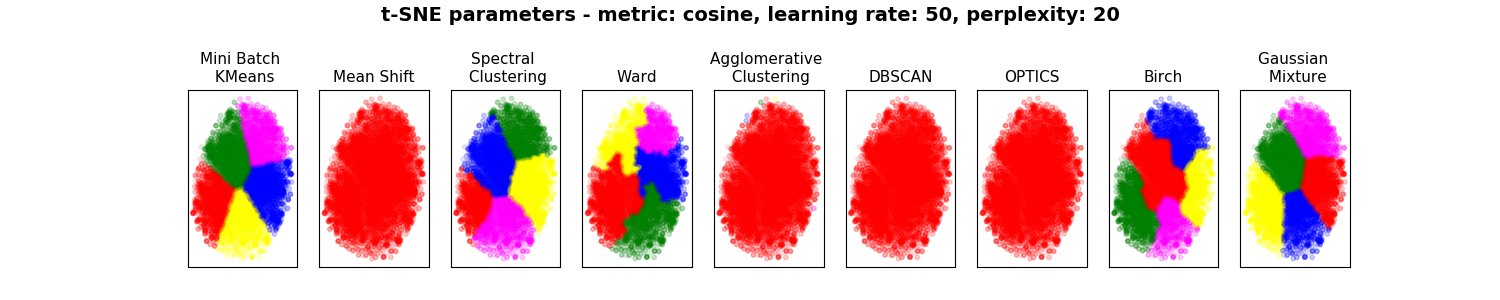 t-SNE parameters - metric: cosine, learning rate: 50, perplexity: 20
Mini Batch
KMeans
Mean Shift
Spectral
Clustering
Ward
Agglomerative
Clustering
DBSCAN
OPTICS
Birch
Gaussian
Mixture